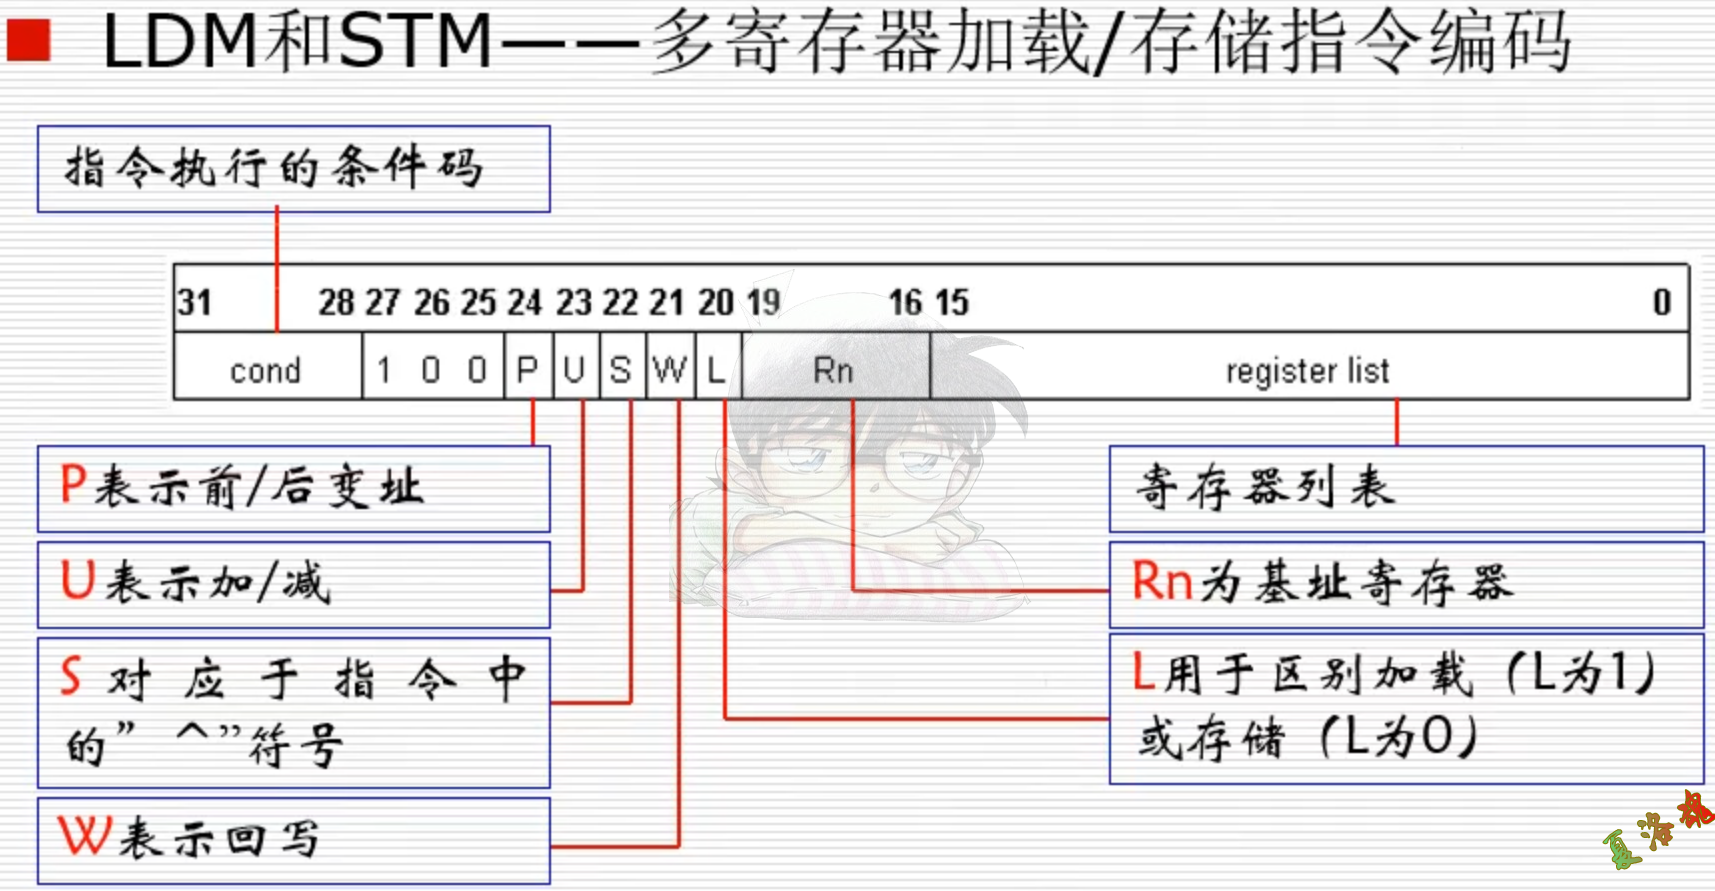 LDM和STM——多寄存器加载/存储指令编码
指令执行的条件码
31 28 27 26 25 24 23 22 21 20 19 16 15 0
cond 1 0 0 P U S W L Rn register list
P表示前/后变址
U表示加/减
S对应于指令中
的”^”符号
W表示回写
寄存器列表
Rn为基址寄存器
L用于区别加载（L为1）
或存储（L为0）
夏洛魂